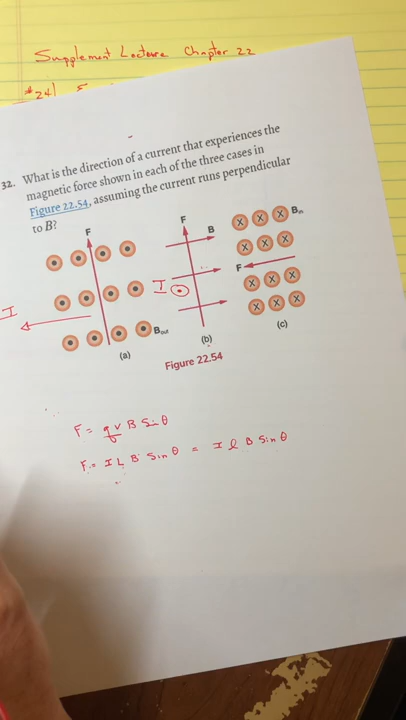 Supplement Lecture Chapter 22
#24)
32. What is the direction of a current that experiences the
magnetic force shown in each of the three cases in
Figure 22.54, assuming the current runs perpendicular
to B?
F
F
B
Bin
F
I
I
Bout
(a)
(b)
(c)
Figure 22.54
F = q v B Sin θ
F = I L B Sin θ = I l B Sin θ